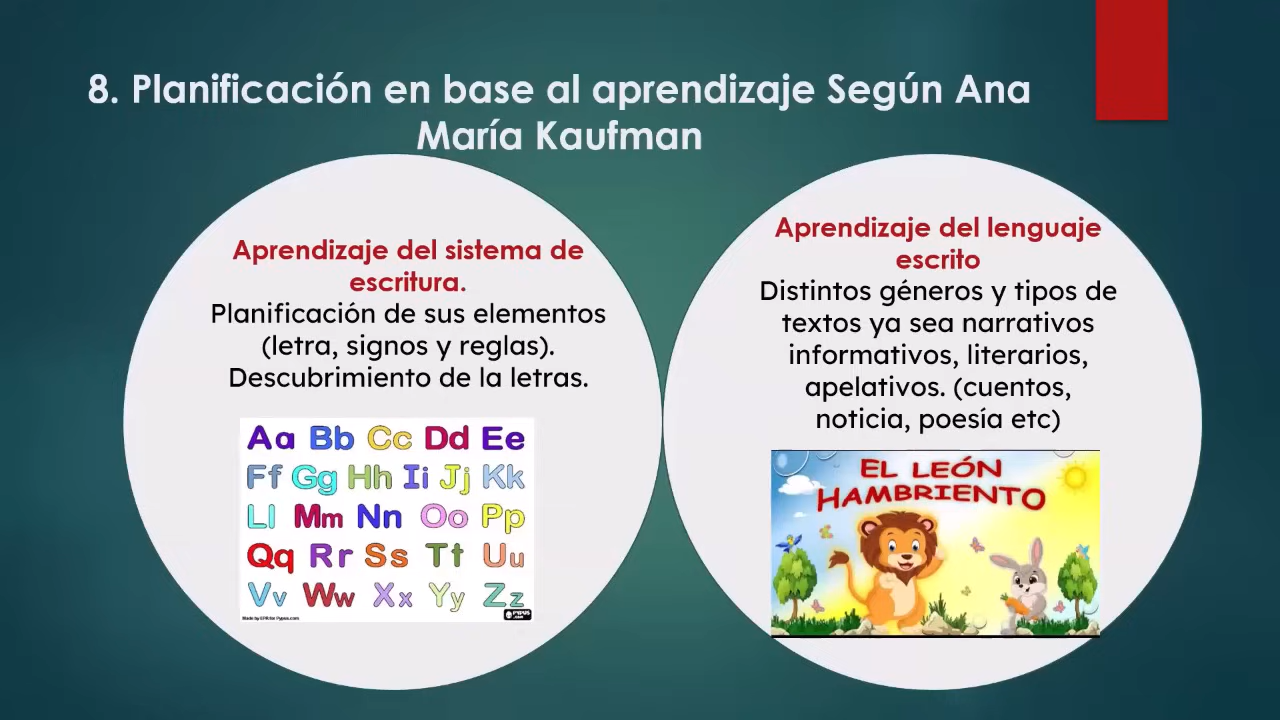 8. Planificación en base al aprendizaje Según Ana
María Kaufman
Aprendizaje del sistema de
escritura.
Planificación de sus elementos
(letra, signos y reglas).
Descubrimiento de la letras.
Aa Bb Cc Dd Ee
Ff Gg Hh Ii Jj Kk
Ll Mm Nn Oo Pp
Qq Rr Ss Tt Uu
Vv Ww Xx Yy Zz
Aprendizaje del lenguaje
escrito
Distintos géneros y tipos de
textos ya sea narrativos
informativos, literarios,
apelativos. (cuentos,
noticia, poesía etc)
EL LEÓN
HAMBRIENTO